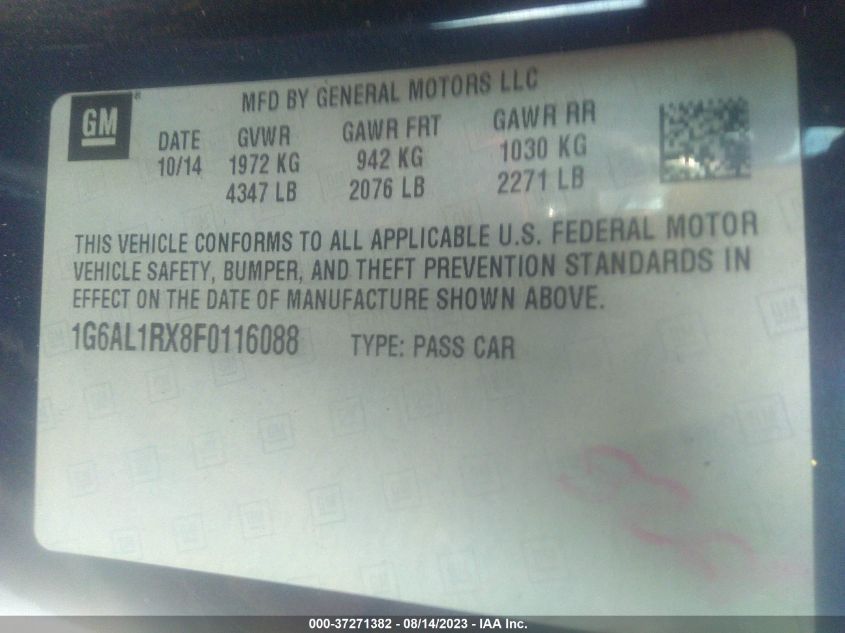 MFD BY GENERAL MOTORS LLC
GM
DATE GVWR GAWR FRT GAWR RR
10/14 1972 KG 942 KG 1030 KG
4347 LB 2076 LB 2271 LB
THIS VEHICLE CONFORMS TO ALL APPLICABLE U.S. FEDERAL MOTOR
VEHICLE SAFETY, BUMPER, AND THEFT PREVENTION STANDARDS IN
EFFECT ON THE DATE OF MANUFACTURE SHOWN ABOVE.
1G6AL1RX8F0116088 TYPE: PASS CAR
000-37271382 - 08/14/2023 - IAA Inc.